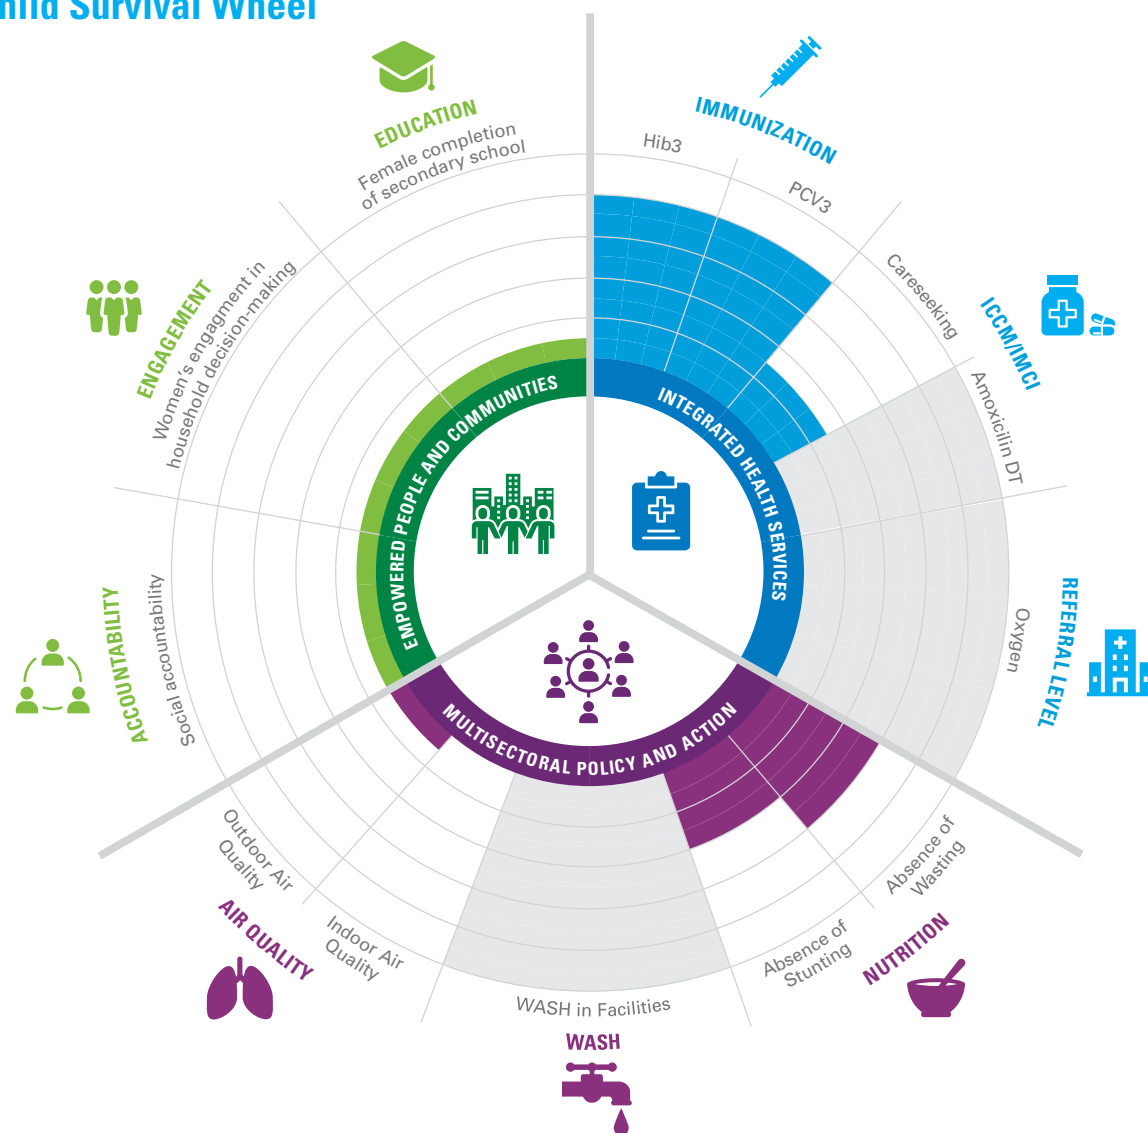 hild Survival Wheel
EDUCATION
Female completion
of secondary school
IMMUNIZATION
Hib3
PCV3
ICCM/IMCI
Careseeking
Amoxicilin DT
REFERRAL LEVEL
Oxygen
ENGAGEMENT
Women's engagment in
household decision-making
ACCOUNTABILITY
Social accountability
EMPOWERED PEOPLE AND COMMUNITIES
INTEGRATED HEALTH SERVICES
MULTISECTORAL POLICY AND ACTION
Outdoor Air
Quality
AIR QUALITY
Indoor Air
Quality
WASH in Facilities
WASH
Absence of
Stunting
NUTRITION
Absence of
Wasting